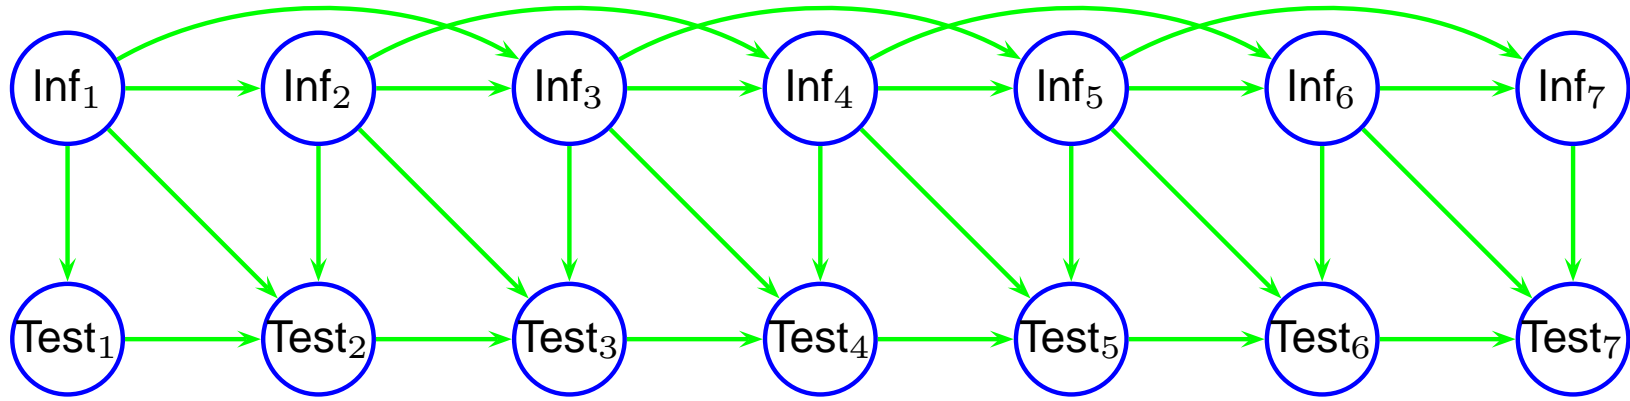 Inf₁ Inf₂ Inf₃ Inf₄ Inf₅ Inf₆ Inf₇
Test₁ Test₂ Test₃ Test₄ Test₅ Test₆ Test₇